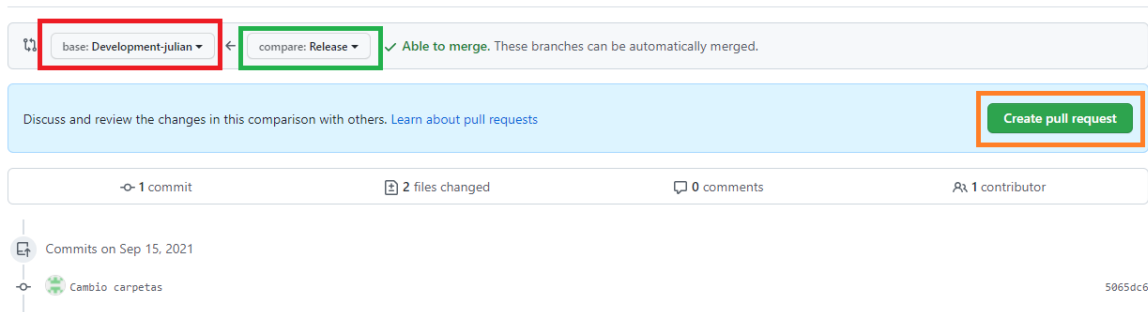 base: Development-julian compare: Release Able to merge. These branches can be automatically merged.
Discuss and review the changes in this comparison with others. Learn about pull requests Create pull request
1 commit 2 files changed 0 comments 1 contributor
Commits on Sep 15, 2021
Cambio carpetas 5065dc6